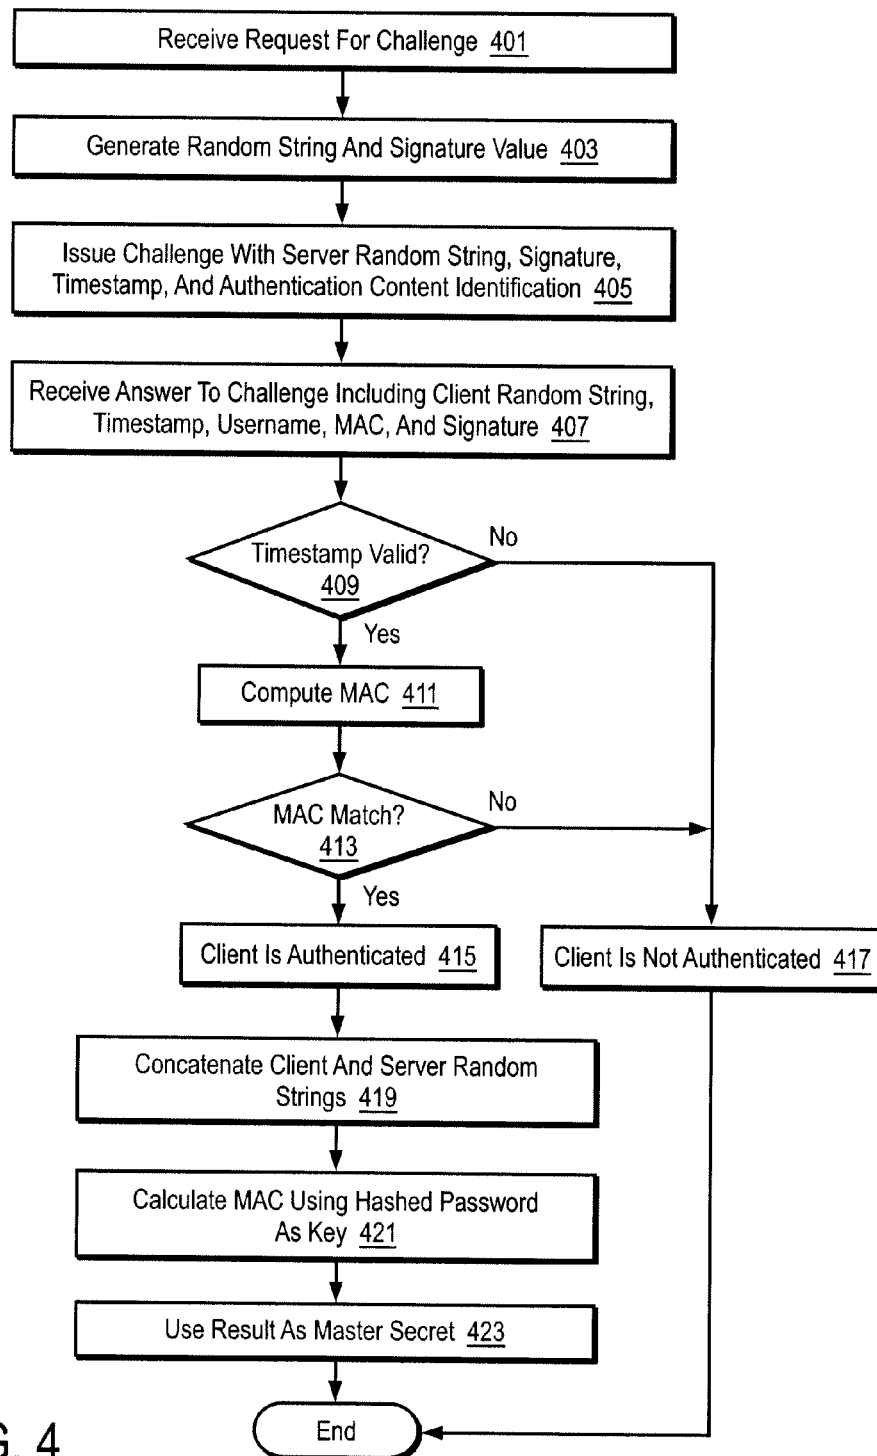 Receive Request For Challenge 401
Generate Random String And Signature Value 403
Issue Challenge With Server Random String, Signature,
Timestamp, And Authentication Content Identification 405
Receive Answer To Challenge Including Client Random String,
Timestamp, Username, MAC, And Signature 407
Timestamp Valid?
409
No
Yes
Compute MAC 411
MAC Match?
413
No
Yes
Client Is Authenticated 415
Client Is Not Authenticated 417
Concatenate Client And Server Random
Strings 419
Calculate MAC Using Hashed Password
As Key 421
Use Result As Master Secret 423
End
G. 4